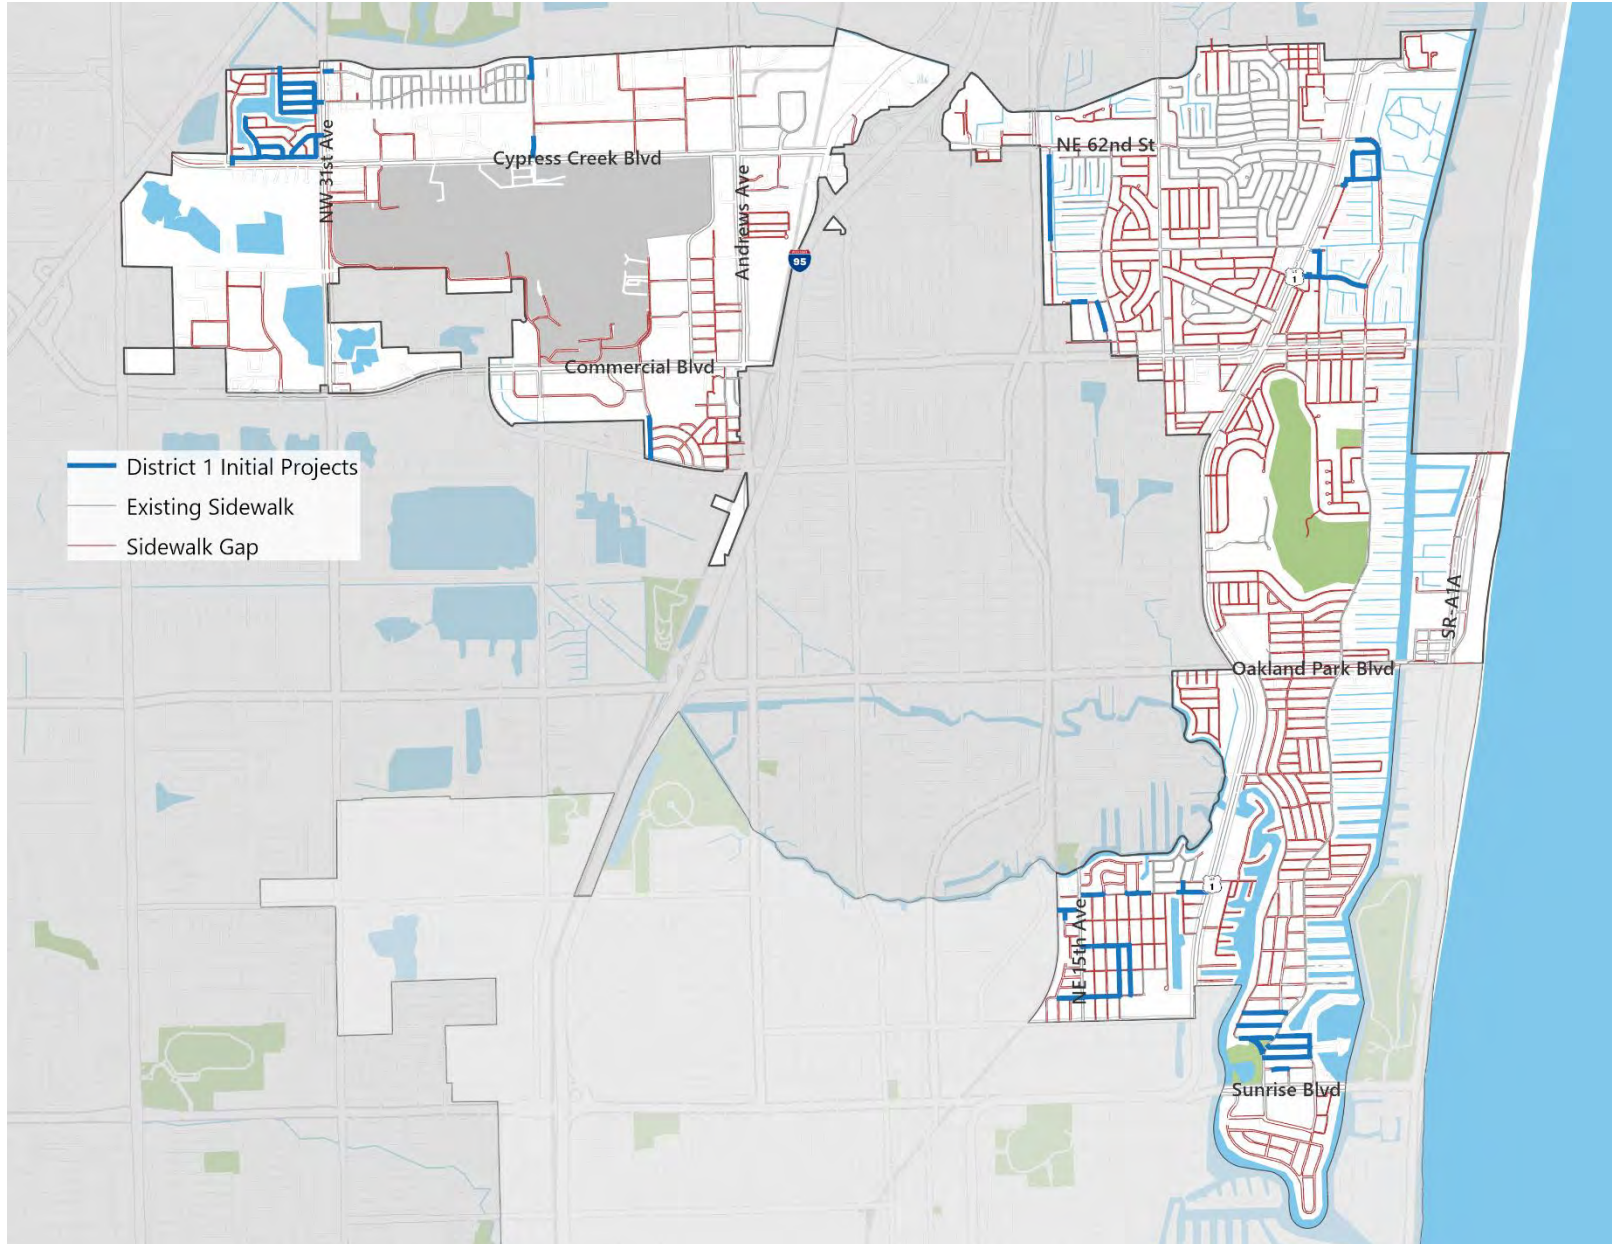 NW 31st Ave
Cypress Creek Blvd
Andrews Ave
95
NE 62nd St
1
Commercial Blvd
District 1 Initial Projects
Existing Sidewalk
Sidewalk Gap
SR-A1A
Oakland Park Blvd
1
NE 15th Ave
Sunrise Blvd